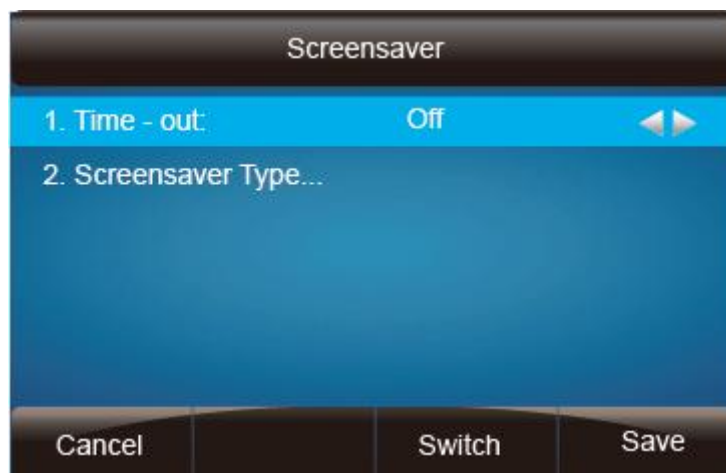 Screensaver
1. Time - out: Off
2. Screensaver Type...
Cancel Switch Save